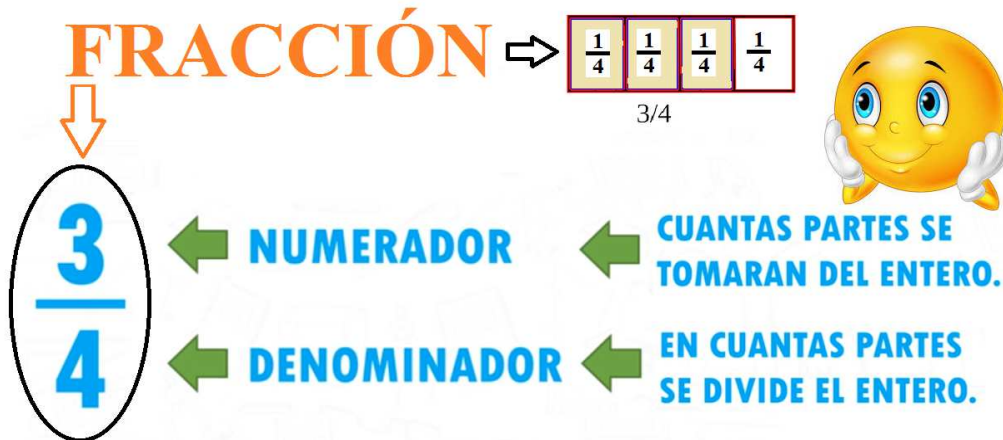 FRACCIÓN
1/4 1/4 1/4 1/4
3/4
3
NUMERADOR
CUANTAS PARTES SE
TOMARAN DEL ENTERO.
4
DENOMINADOR
EN CUANTAS PARTES
SE DIVIDE EL ENTERO.